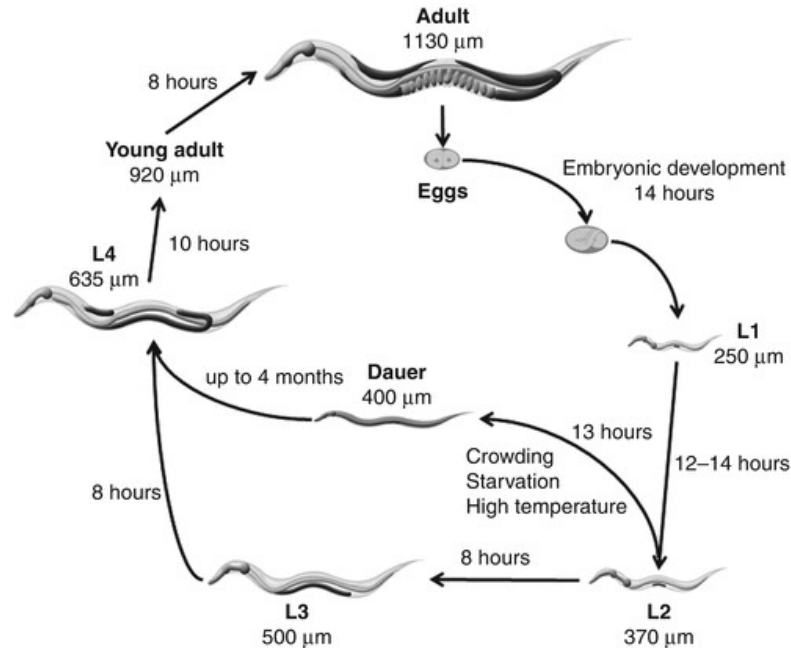 Adult
1130 μm
8 hours
Young adult
920 μm
Eggs
Embryonic development
14 hours
10 hours
L4
635 μm
L1
250 μm
up to 4 months
Dauer
400 μm
13 hours
Crowding
Starvation
High temperature
12–14 hours
8 hours
8 hours
L3
500 μm
L2
370 μm